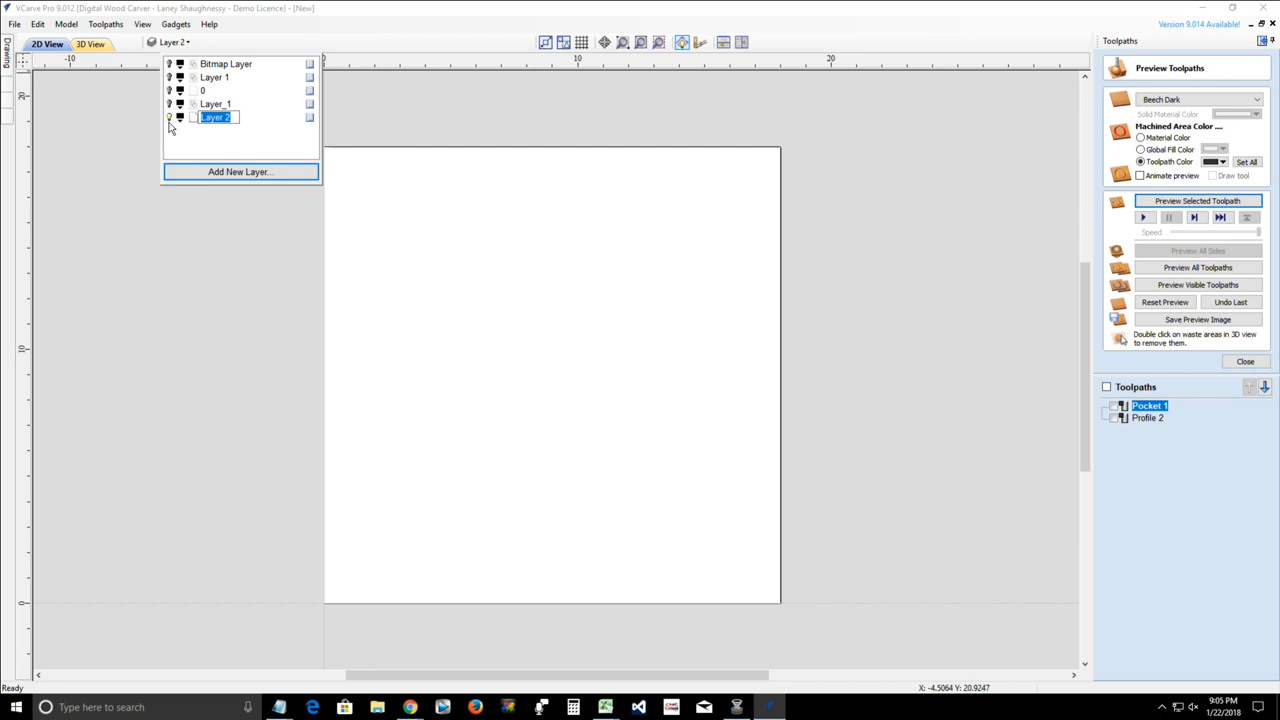 VCarve Pro 9.012 {Digital Wood Carver - Laney Shaughnessy - Demo Licence} - [New]
File Edit Model Toolpaths View Gadgets Help
Version 9.014 Available!
2D View 3D View Layer 2
Toolpaths
Drawing
-10 0 10 20
20
10
0
Bitmap Layer
Layer 1
0
Layer_1
Layer 2
Add New Layer...
Preview Toolpaths
Beech Dark
Solid Material Color
Machined Area Color ....
Material Color
Global Fill Color
Toolpath Color Set All
Animate preview Draw tool
Preview Selected Toolpath
Speed
Preview All Sides
Preview All Toolpaths
Preview Visible Toolpaths
Reset Preview Undo Last
Save Preview Image
Double click on waste areas in 3D view
to remove them.
Close
Toolpaths
Pocket 1
Profile 2
Ready
X: -4.5064 Y: 20.9247
Type here to search
9:05 PM
1/22/2018